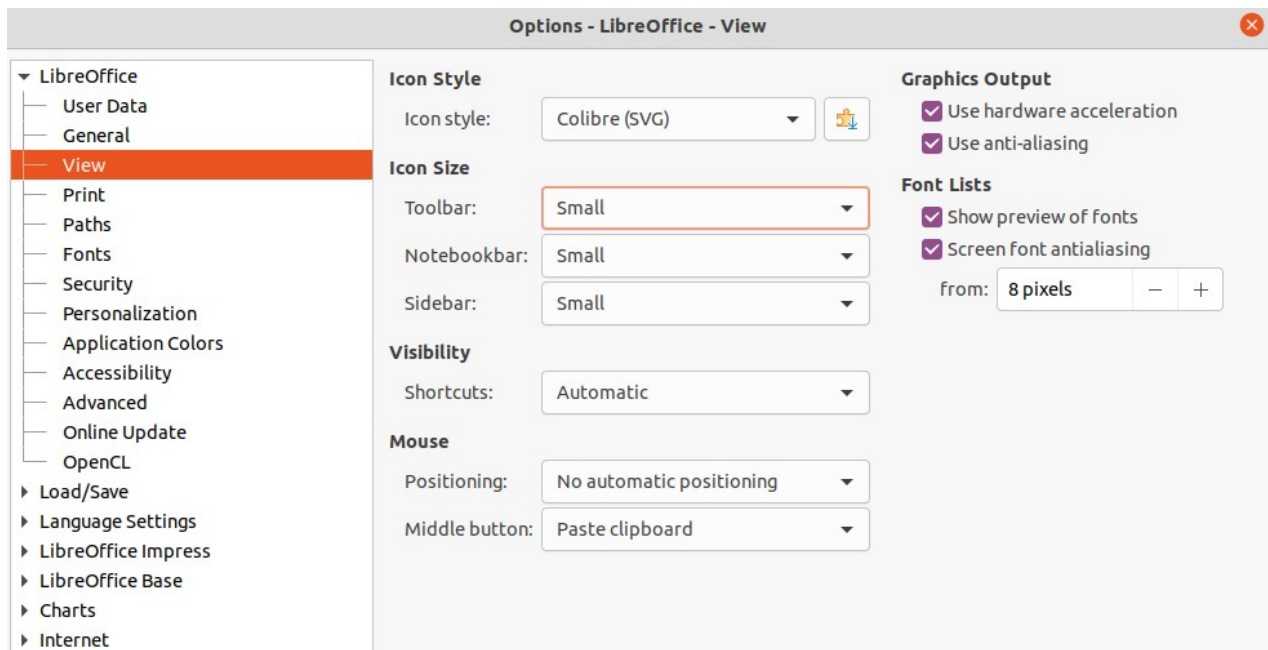 Options - LibreOffice - View
LibreOffice
User Data
General
View
Print
Paths
Fonts
Security
Personalization
Application Colors
Accessibility
Advanced
Online Update
OpenCL
Load/Save
Language Settings
LibreOffice Impress
LibreOffice Base
Charts
Internet
Icon Style
Icon style: Colibre (SVG)
Icon Size
Toolbar: Small
Notebookbar: Small
Sidebar: Small
Visibility
Shortcuts: Automatic
Mouse
Positioning: No automatic positioning
Middle button: Paste clipboard
Graphics Output
Use hardware acceleration
Use anti-aliasing
Font Lists
Show preview of fonts
Screen font antialiasing
from: 8 pixels